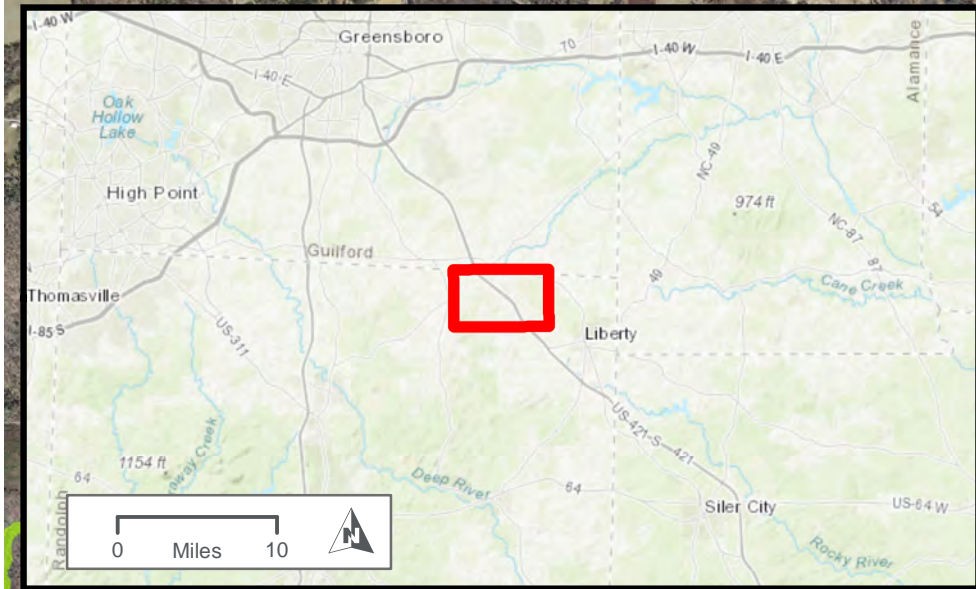 I-40 W
Greensboro
70
I-40 W
I-40 E
I-40 E
Alamance
Oak
Hollow
Lake
High Point
NC-49
974 ft
54
NC-87
87
Guilford
49
Cane Creek
Thomasville
I-85 S
US-311
Liberty
US-421-S
421
1154 ft
away Creek
64
Deep River
64
Siler City
US-64 W
Randolph
0 Miles 10
N
Rocky River